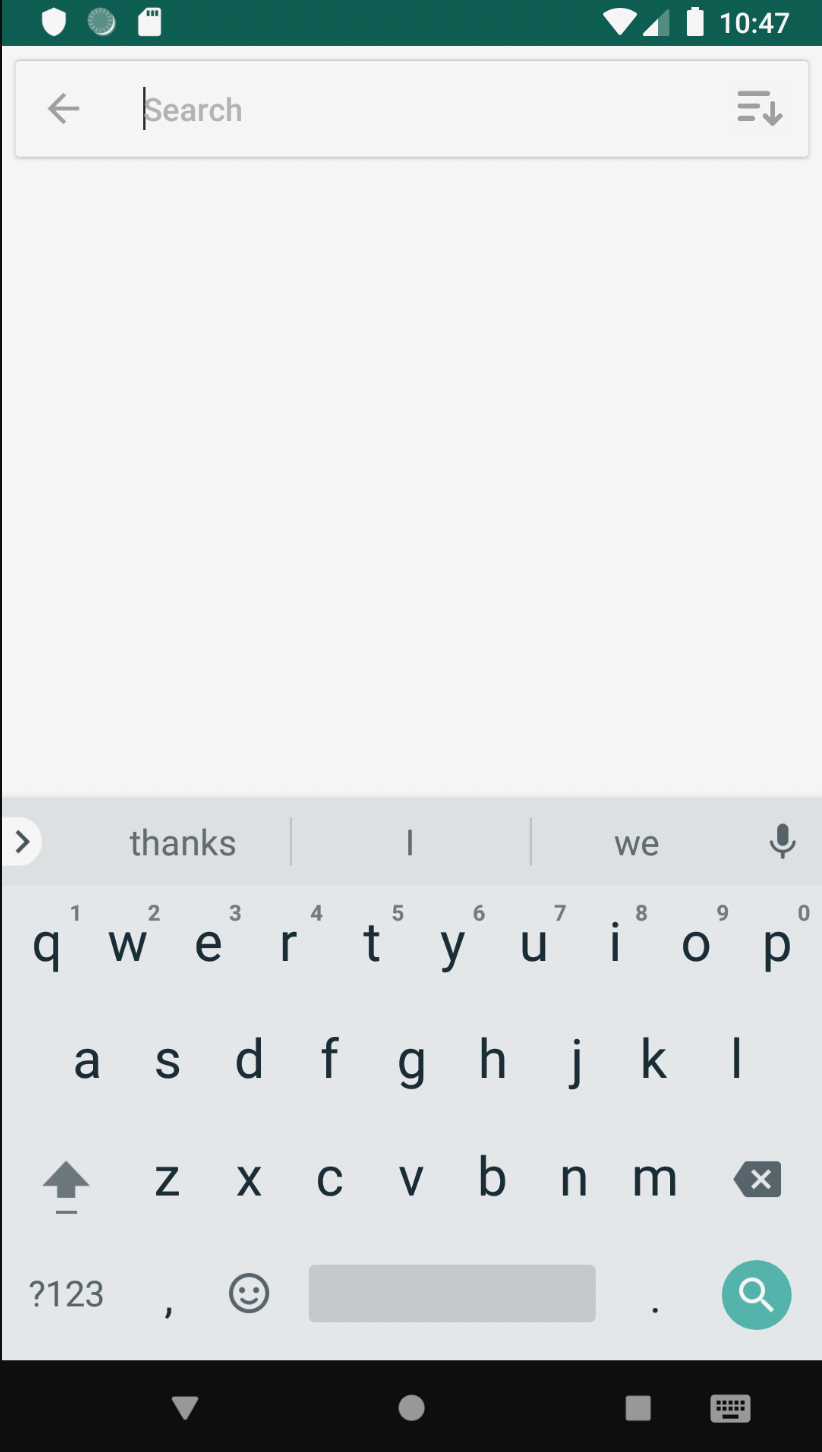 10:47
Search
thanks I we
1 2 3 4 5 6 7 8 9 0
q w e r t y u i o p
a s d f g h j k l
z x c v b n m
?123 , .